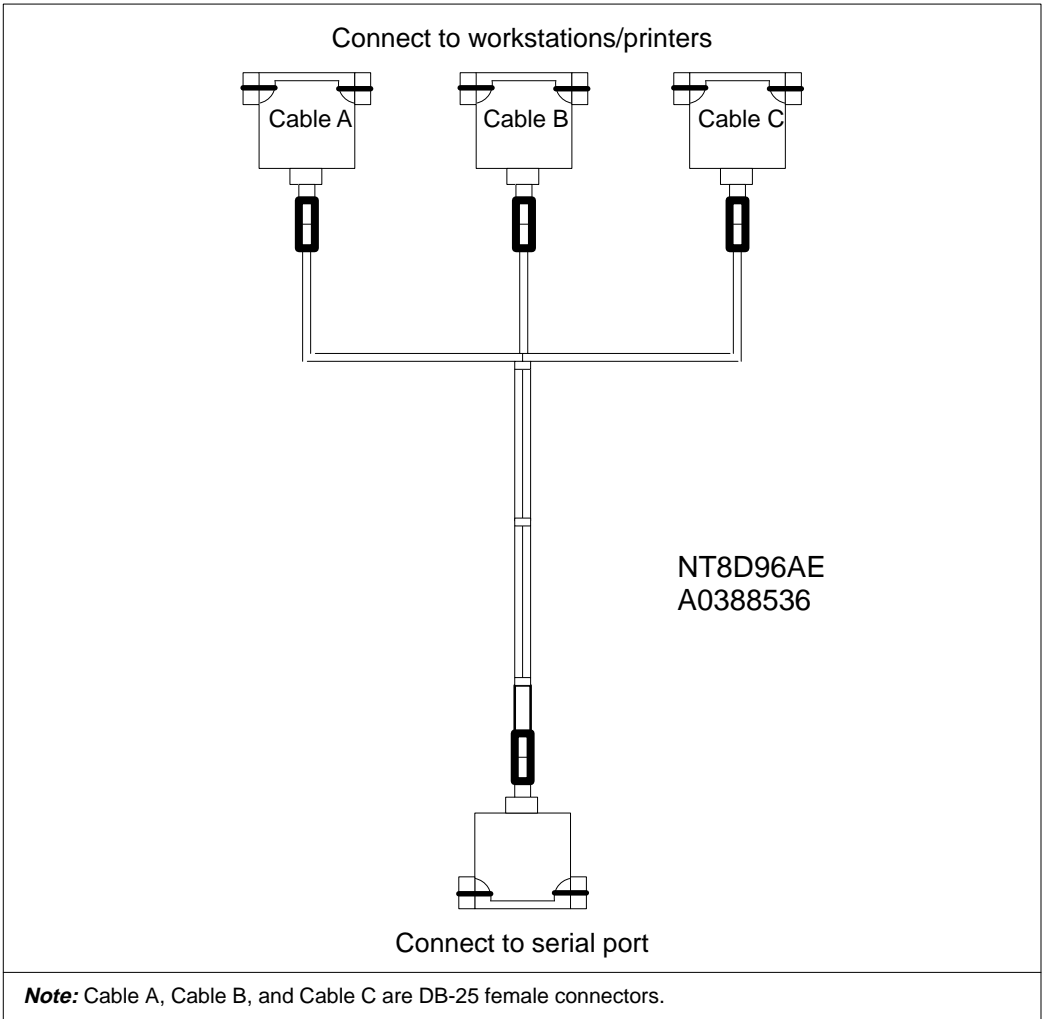 Connect to workstations/printers
Cable A
Cable B
Cable C
NT8D96AE
A0388536
Connect to serial port
Note: Cable A, Cable B, and Cable C are DB-25 female connectors.